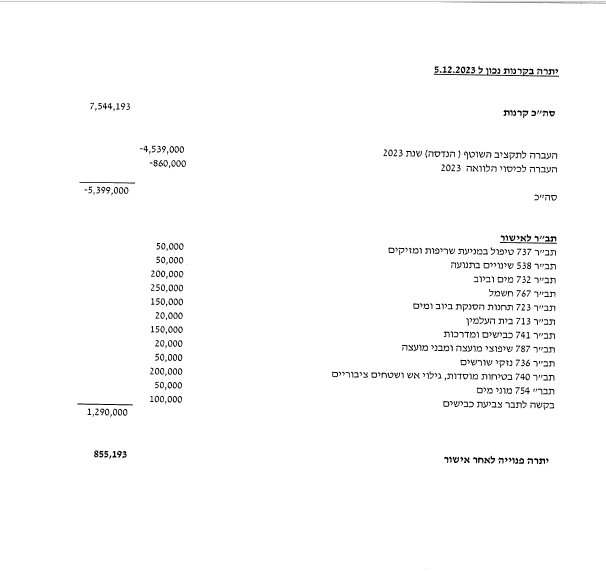 יתרה בקרנות נכון ל 5.12.2023
סה"כ קרנות 7,544,193
העברה לתקציב השוטף ( הנדסה) שנת 2023 -4,539,000
העברה לכיסוי הלוואה 2023 -860,000
סה"כ -5,399,000
תב"ר לאישור
תב"ר 737 טיפול במניעת שריפות ומזיקים 50,000
תב"ר 538 שינויים בתנועה 50,000
תב"ר 732 מים וביוב 200,000
תב"ר 767 חשמל 250,000
תב"ר 723 תחנות הסנקת ביוב ומים 150,000
תב"ר 713 בית העלמין 20,000
תב"ר 741 כבישים ומדרכות 150,000
תב"ר 787 שיפוצי מועצה ומבני מועצה 20,000
תב"ר 736 נזקי שורשים 50,000
תב"ר 740 בטיחות מוסדות, גילוי אש ושטחים ציבוריים 200,000
תבר" 754 מוני מים 50,000
בקשה לתבר צביעת כבישים 100,000
1,290,000
יתרה פנוייה לאחר אישור 855,193